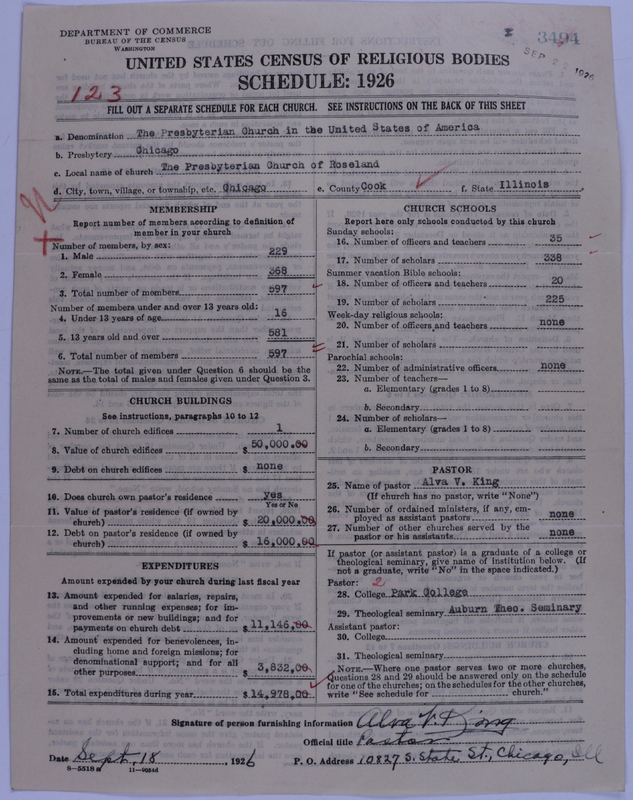 DEPARTMENT OF COMMERCE
BUREAU OF THE CENSUS
WASHINGTON
3494
SEP 22 1926
UNITED STATES CENSUS OF RELIGIOUS BODIES
SCHEDULE: 1926
123
FILL OUT A SEPARATE SCHEDULE FOR EACH CHURCH. SEE INSTRUCTIONS ON THE BACK OF THIS SHEET
a. Denomination The Presbyterian Church in the United States of America
b. Presbytery Chicago
c. Local name of church The Presbyterian Church of Roseland
d. City, town, village, or township, etc. Chicago e. County Cook f. State Illinois
MEMBERSHIP
Report number of members according to definition of
member in your church
Number of members, by sex:
1. Male 229
2. Female 368
3. Total number of members 597
Number of members under and over 13 years old:
4. Under 13 years of age 16
5. 13 years old and over 581
6. Total number of members 597
NOTE.—The total given under Question 6 should be
same as the total of males and females given under Question 3.
CHURCH BUILDINGS
See instructions, paragraphs 10 to 12
7. Number of church edifices 1
8. Value of church edifices $ 50,000.00
9. Debt on church edifices $ none
10. Does church own pastor's residence yes
Yes or No
11. Value of pastor's residence (if owned by
church) $ 20,000.00
12. Debt on pastor's residence (if owned by
church) $ 16,000.00
EXPENDITURES
Amount expended by your church during last fiscal year
13. Amount expended for salaries, repairs,
and other running expenses; for im-
provements or new buildings; and for
payments on church debt $ 11,146.00
14. Amount expended for benevolences, in-
cluding home and foreign missions; for
denominational support; and for all
other purposes $ 3,832.00
15. Total expenditures during year $ 14,978.00
CHURCH SCHOOLS
Report here only schools conducted by this church
Sunday schools:
16. Number of officers and teachers 35
17. Number of scholars 338
Summer vacation Bible schools:
18. Number of officers and teachers 20
19. Number of scholars 225
Week-day religious schools:
20. Number of officers and teachers none
21. Number of scholars
Parochial schools:
22. Number of administrative officers none
23. Number of teachers—
a. Elementary (grades 1 to 8)
b. Secondary
24. Number of scholars—
a. Elementary (grades 1 to 8)
b. Secondary
PASTOR
25. Name of pastor Alva V. King
(If church has no pastor, write "None")
26. Number of ordained ministers, if any, em-
ployed as assistant pastors none
27. Number of other churches served by the
pastor or his assistants none
If pastor (or assistant pastor) is a graduate of a college or
theological seminary, give name of institution below. (If
not a graduate, write "No" in the space indicated.)
Pastor: 2
28. College Park College
29. Theological seminary Auburn Theo. Seminary
Assistant pastor:
30. College
31. Theological seminary
NOTE.—Where one pastor serves two or more churches,
Questions 28 and 29 should be answered only on the schedule
for one of the churches; on the schedules for the other churches,
write "See schedule for church."
Signature of person furnishing information Alva V. King
Official title Pastor
Date Sept. 18, 1926 P. O. Address 10827 S. State St., Chicago, Ill
8—5518a 11—9054d